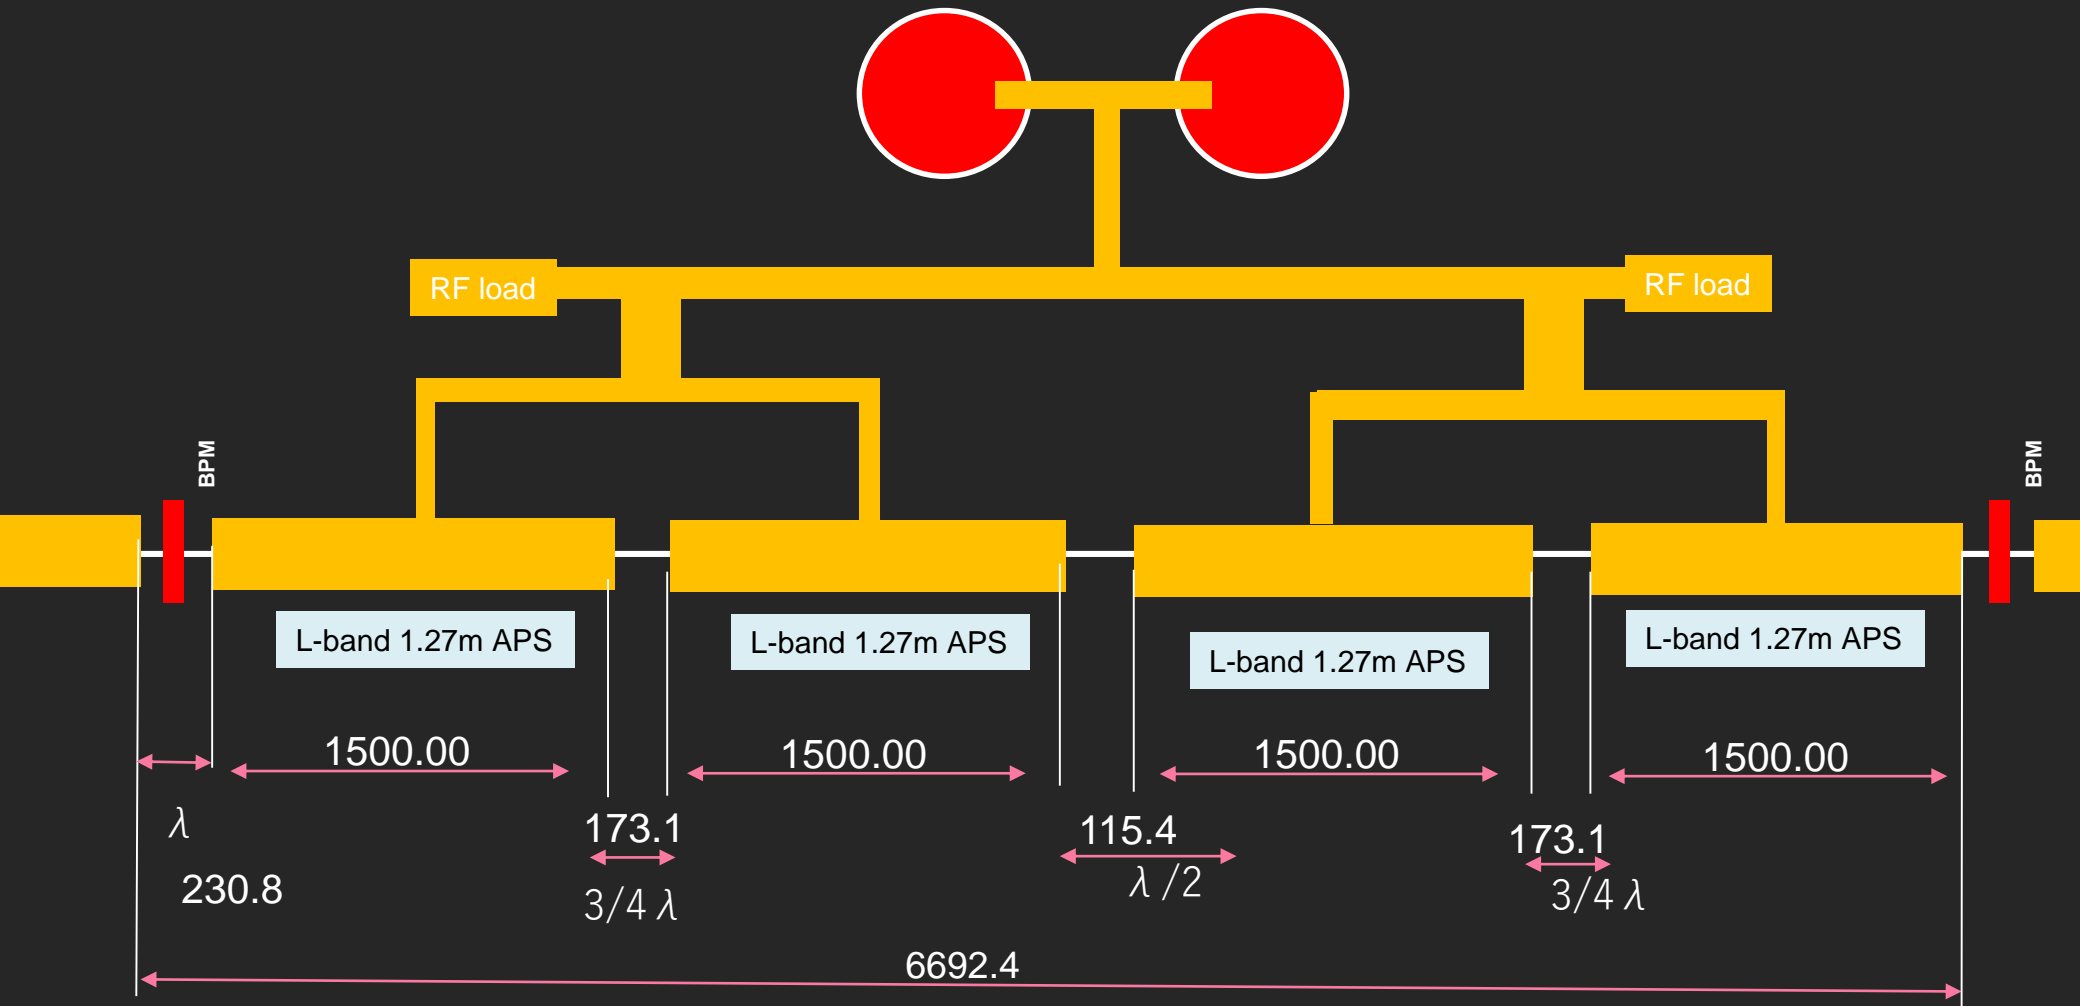 RF load
RF load
BPM
BPM
L-band 1.27m APS
L-band 1.27m APS
L-band 1.27m APS
L-band 1.27m APS
1500.00
1500.00
1500.00
1500.00
λ
173.1
115.4
173.1
230.8
3/4 λ
λ /2
3/4 λ
6692.4